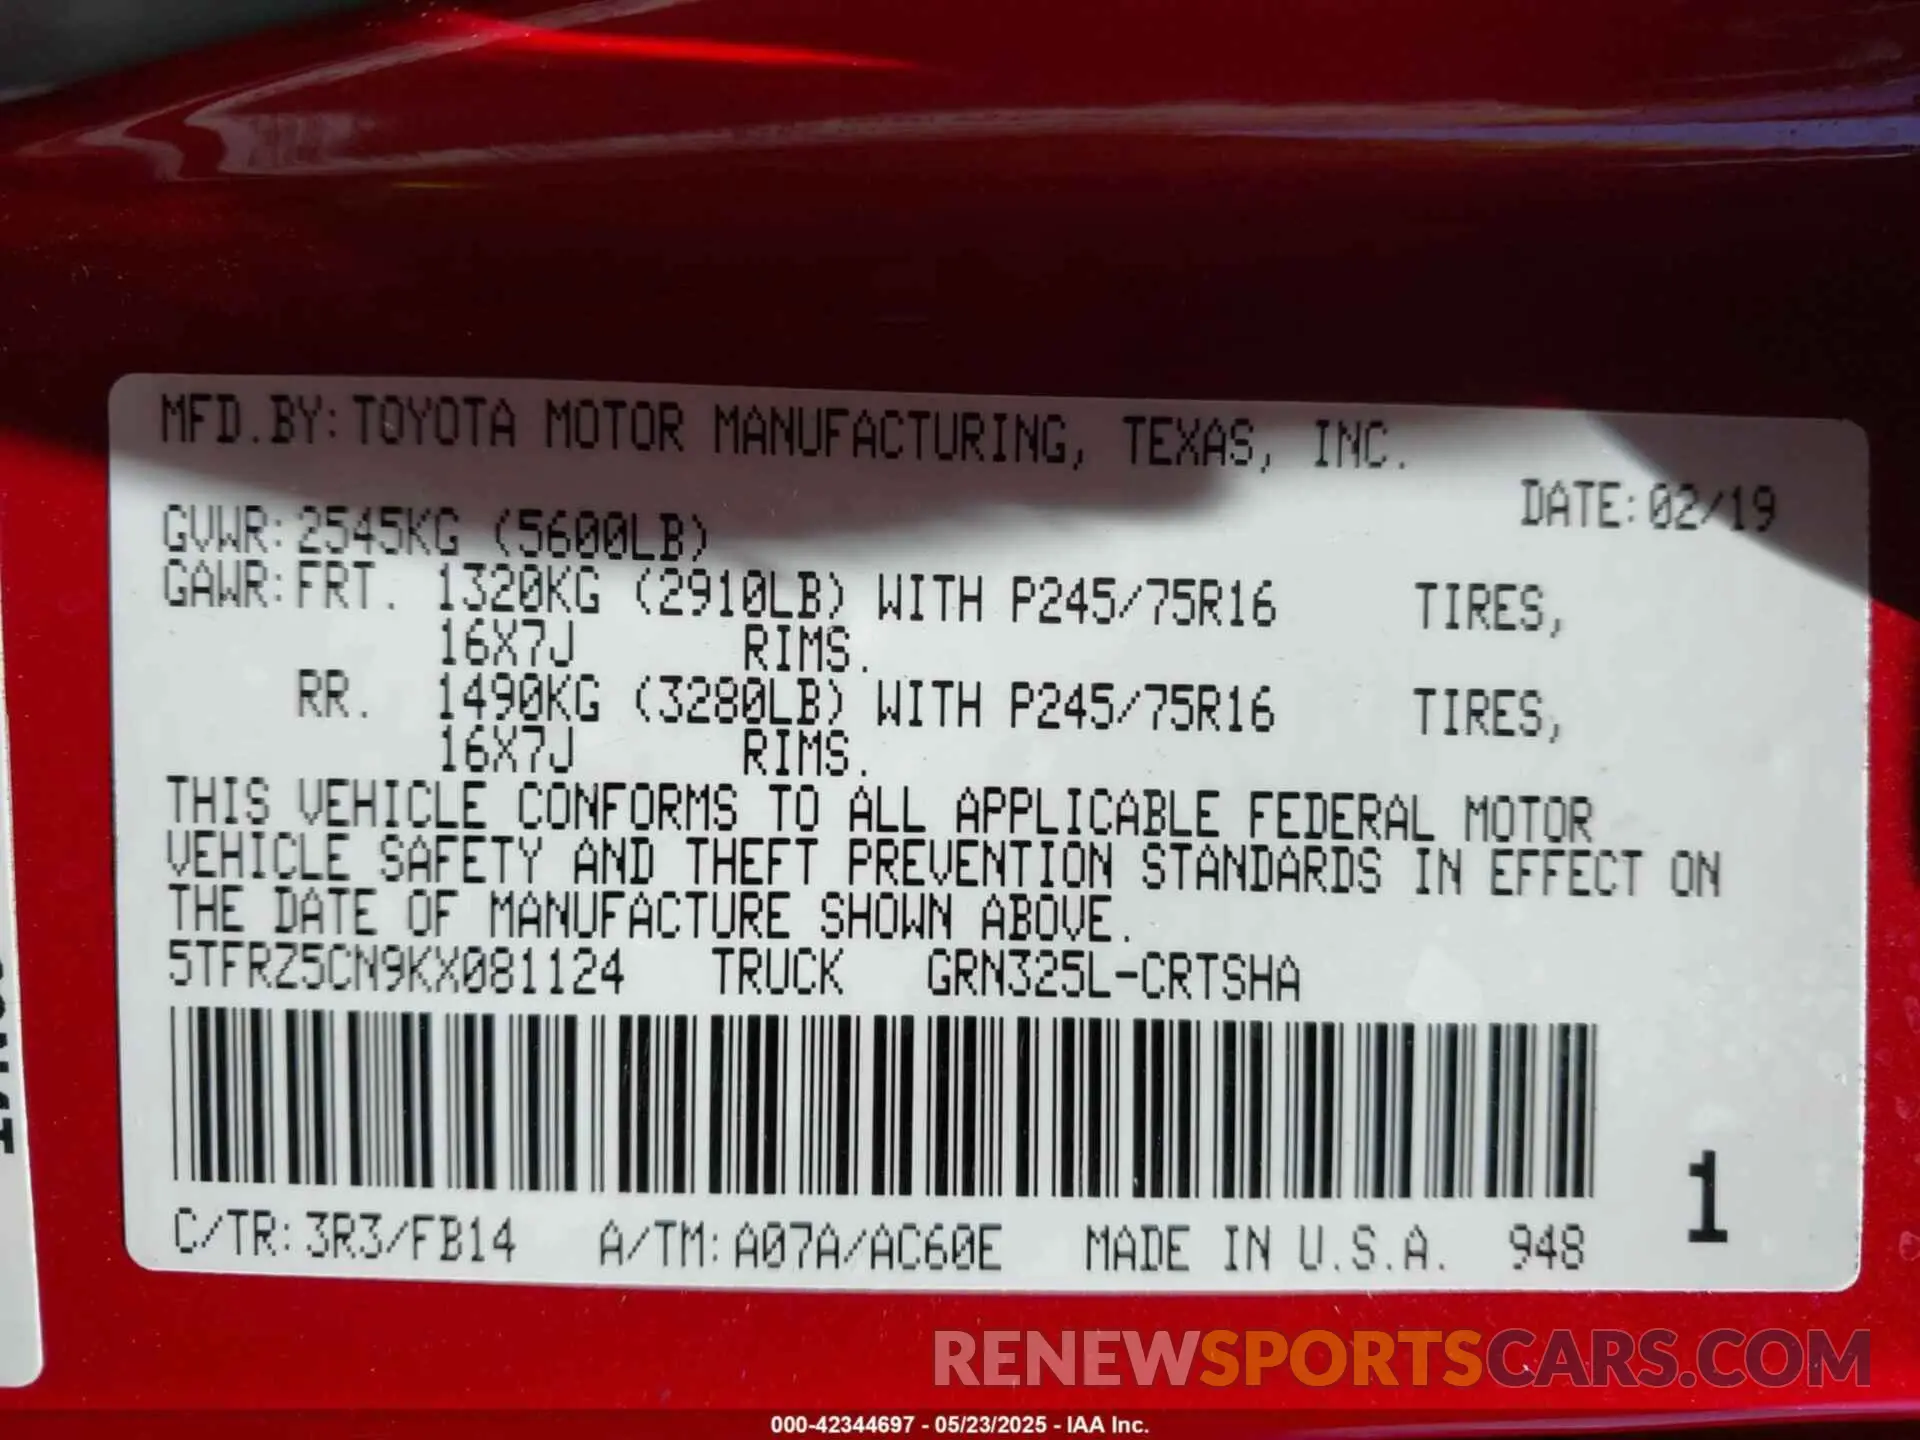 MFD.BY:TOYOTA MOTOR MANUFACTURING, TEXAS, INC.
DATE:02/19
GVWR:2545KG (5600LB)
GAWR:FRT. 1320KG (2910LB) WITH P245/75R16 TIRES,
16X7J RIMS.
RR. 1490KG (3280LB) WITH P245/75R16 TIRES,
16X7J RIMS.
THIS VEHICLE CONFORMS TO ALL APPLICABLE FEDERAL MOTOR
VEHICLE SAFETY AND THEFT PREVENTION STANDARDS IN EFFECT ON
THE DATE OF MANUFACTURE SHOWN ABOVE.
5TFRZ5CN9KX081124 TRUCK GRN325L-CRTSHA
1
C/TR:3R3/FB14 A/TM:A07A/AC60E MADE IN U.S.A. 948
RENEWSPORTSCARS.COM
000-42344697 - 05/23/2025 - IAA Inc.